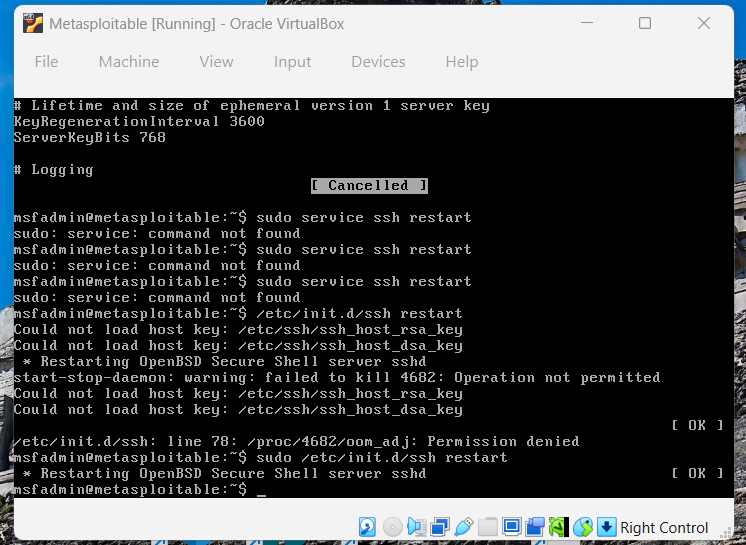 Metasploitable [Running] - Oracle VirtualBox
File Machine View Input Devices Help
# Lifetime and size of ephemeral version 1 server key
KeyRegenerationInterval 3600
ServerKeyBits 768
# Logging
[ Cancelled ]
msfadmin@metasploitable:~$ sudo service ssh restart
sudo: service: command not found
msfadmin@metasploitable:~$ sudo service ssh restart
sudo: service: command not found
msfadmin@metasploitable:~$ sudo service ssh restart
sudo: service: command not found
msfadmin@metasploitable:~$ /etc/init.d/ssh restart
Could not load host key: /etc/ssh/ssh_host_rsa_key
Could not load host key: /etc/ssh/ssh_host_dsa_key
 * Restarting OpenBSD Secure Shell server sshd
start-stop-daemon: warning: failed to kill 4682: Operation not permitted
Could not load host key: /etc/ssh/ssh_host_rsa_key
Could not load host key: /etc/ssh/ssh_host_dsa_key
[ OK ]
/etc/init.d/ssh: line 78: /proc/4682/oom_adj: Permission denied
msfadmin@metasploitable:~$ sudo /etc/init.d/ssh restart
 * Restarting OpenBSD Secure Shell server sshd [ OK ]
msfadmin@metasploitable:~$ _
Right Control